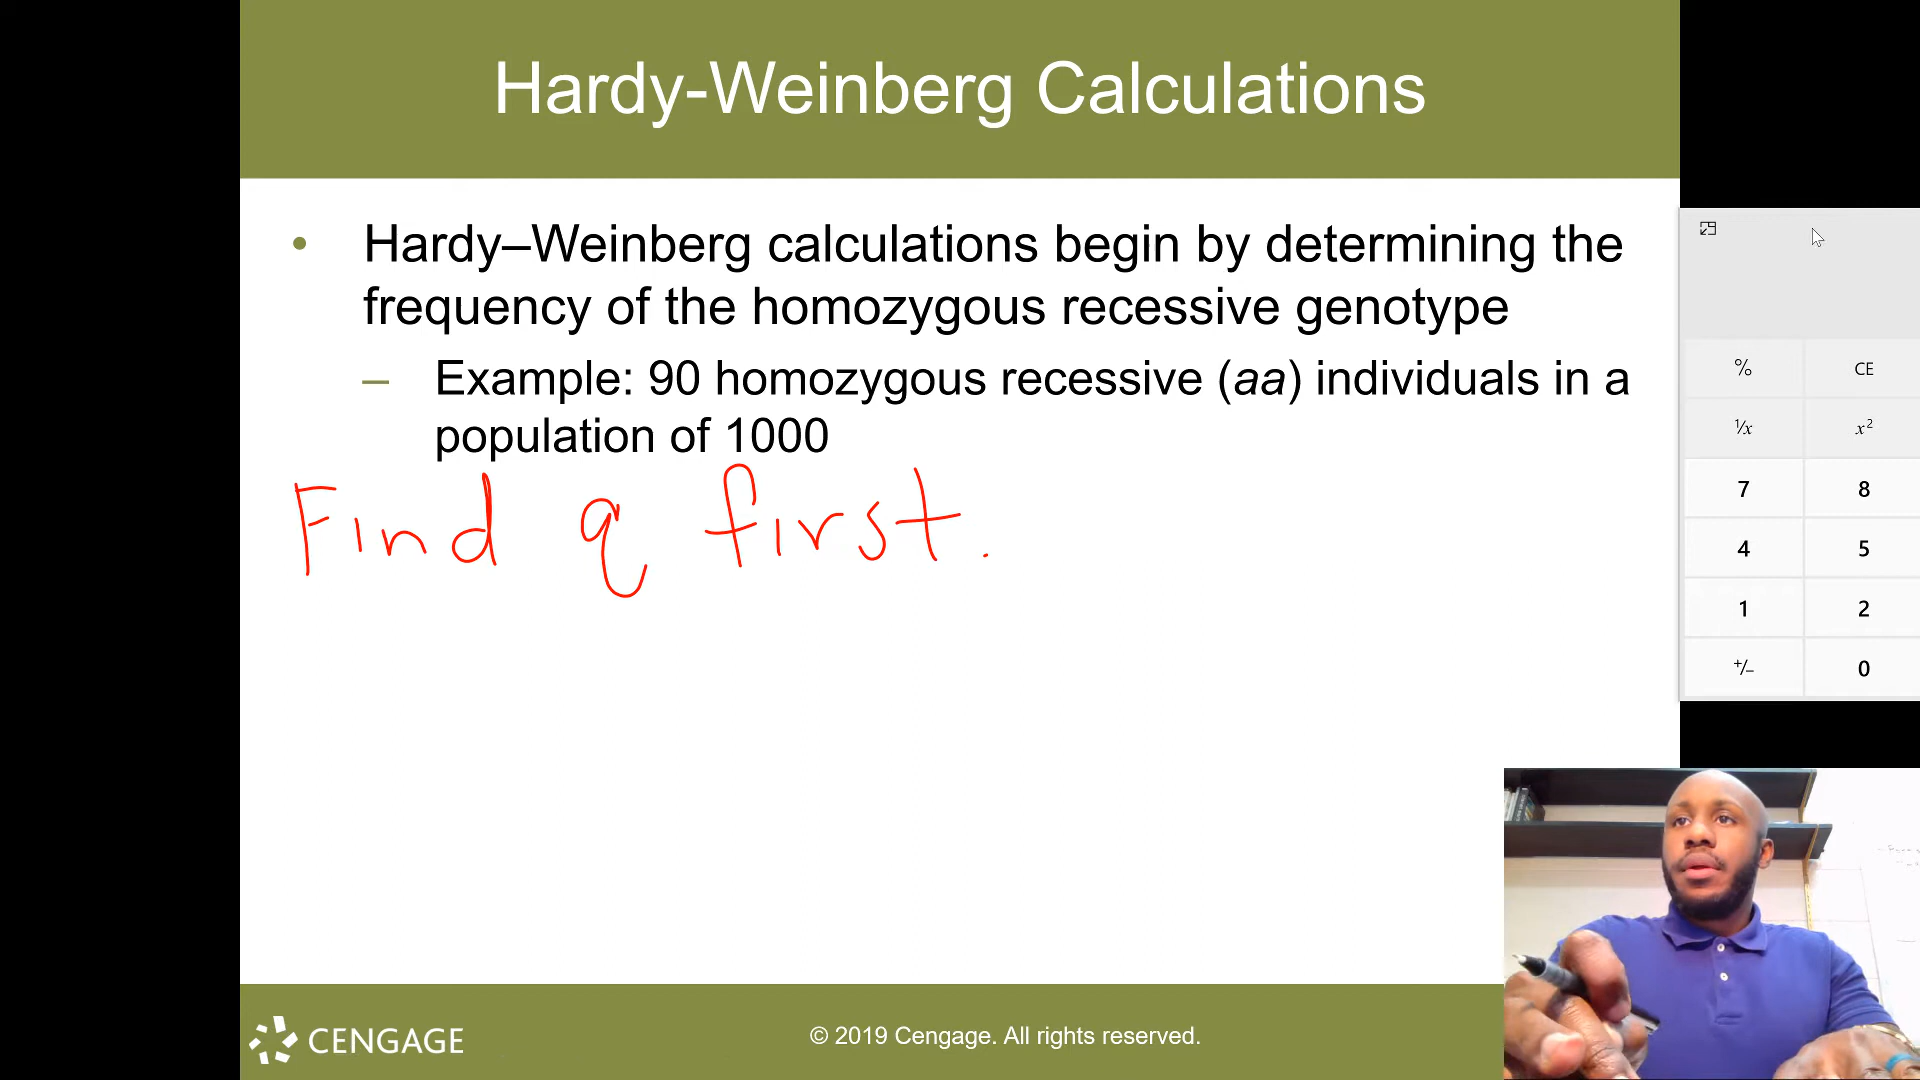 Hardy-Weinberg Calculations
• Hardy–Weinberg calculations begin by determining the
frequency of the homozygous recessive genotype
– Example: 90 homozygous recessive (aa) individuals in a
population of 1000
Find q first.
% CE
¹/x x²
7 8
4 5
1 2
+/− 0
CENGAGE
© 2019 Cengage. All rights reserved.